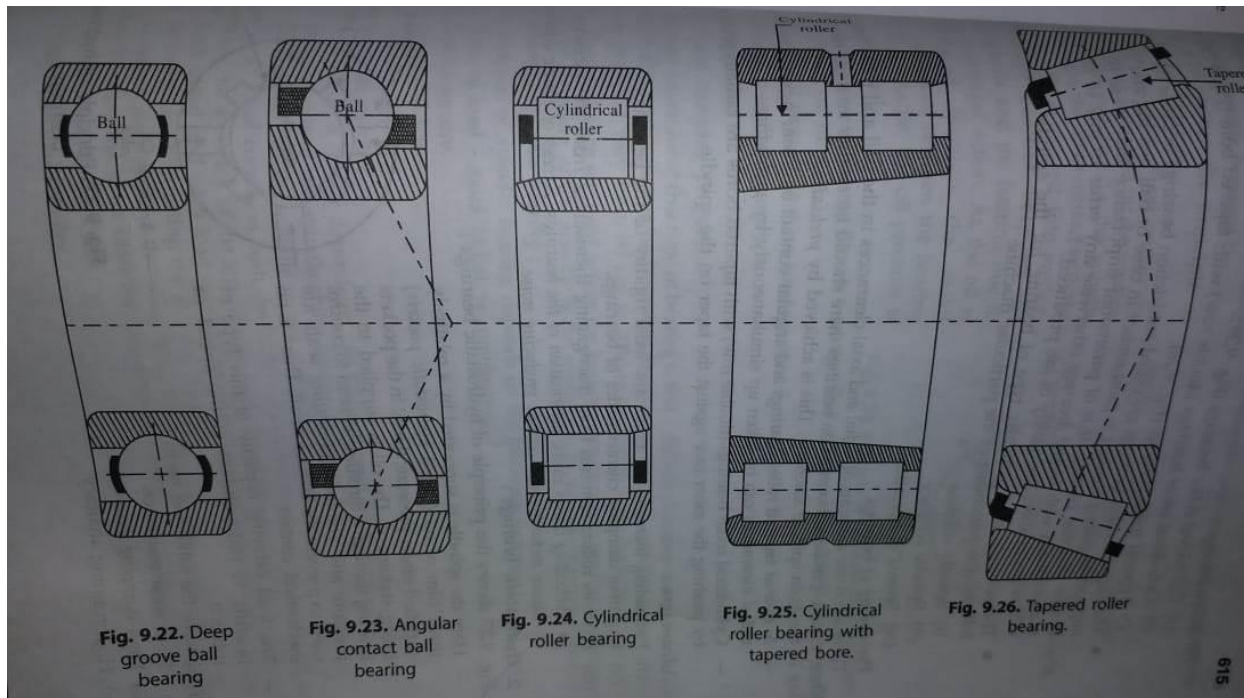 Ball
Ball
Cylindrical
roller
Cylindrical
roller
Tapered
roller
Fig. 9.22. Deep
groove ball
bearing
Fig. 9.23. Angular
contact ball
bearing
Fig. 9.24. Cylindrical
roller bearing
Fig. 9.25. Cylindrical
roller bearing with
tapered bore.
Fig. 9.26. Tapered roller
bearing.
615